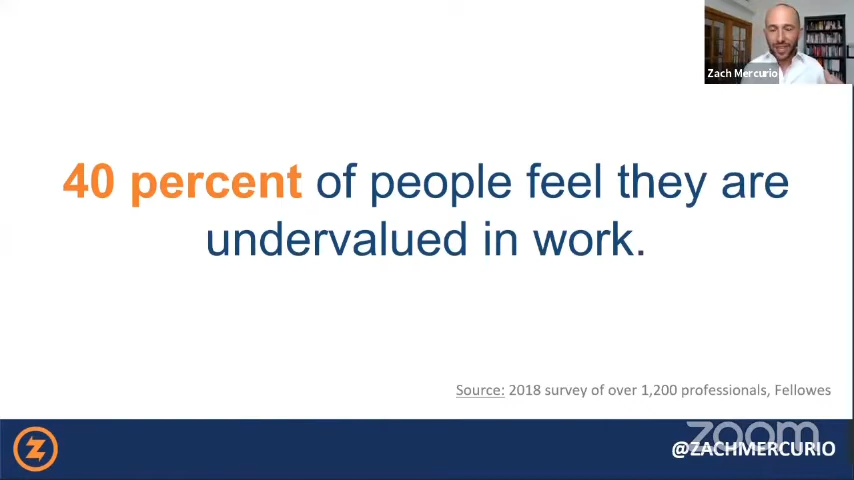 Zach Mercurio
40 percent of people feel they are
undervalued in work.
Source: 2018 survey of over 1,200 professionals, Fellowes
zoom
@ZACHMERCURIO